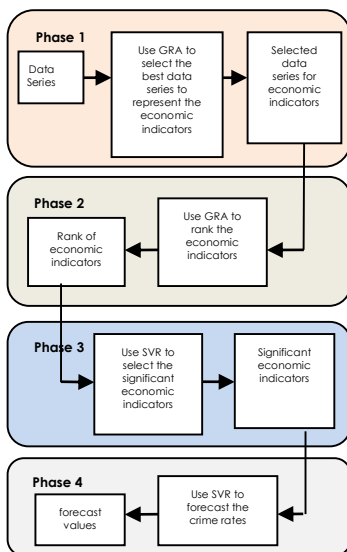 Phase 1
Data
Series
Use GRA to
select the
best data
series to
represent the
economic
indicators
Selected
data
series for
economic
indicators
Phase 2
Rank of
economic
indicators
Use GRA to
rank the
economic
indicators
Phase 3
Use SVR to
select the
significant
economic
indicators
Significant
economic
indicators
Phase 4
forecast
values
Use SVR to
forecast the
crime rates